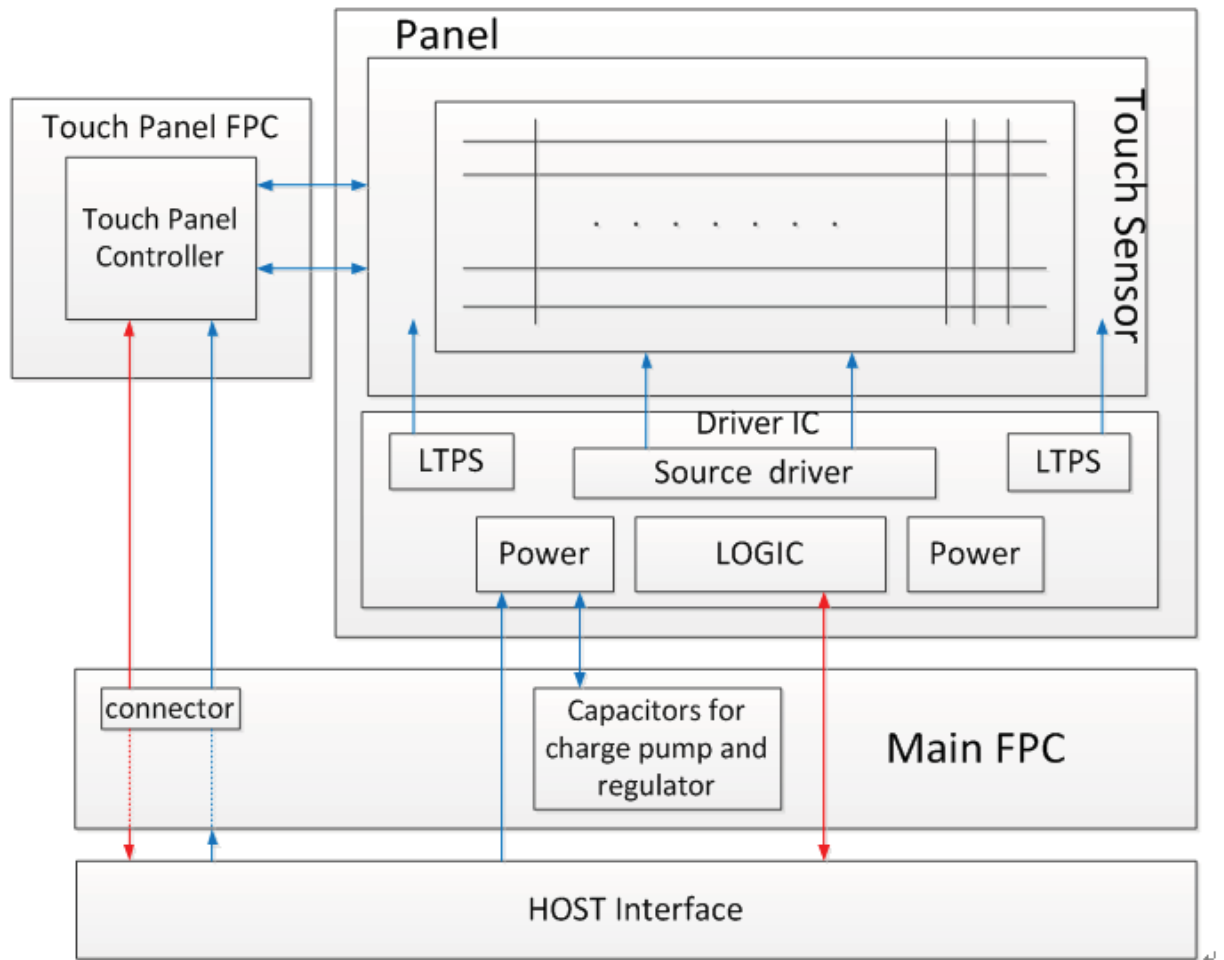 Panel
Touch Panel FPC
Touch Panel
Controller
Touch Sensor
Driver IC
LTPS
Source driver
LTPS
Power
LOGIC
Power
connector
Capacitors for
charge pump and
regulator
Main FPC
HOST Interface